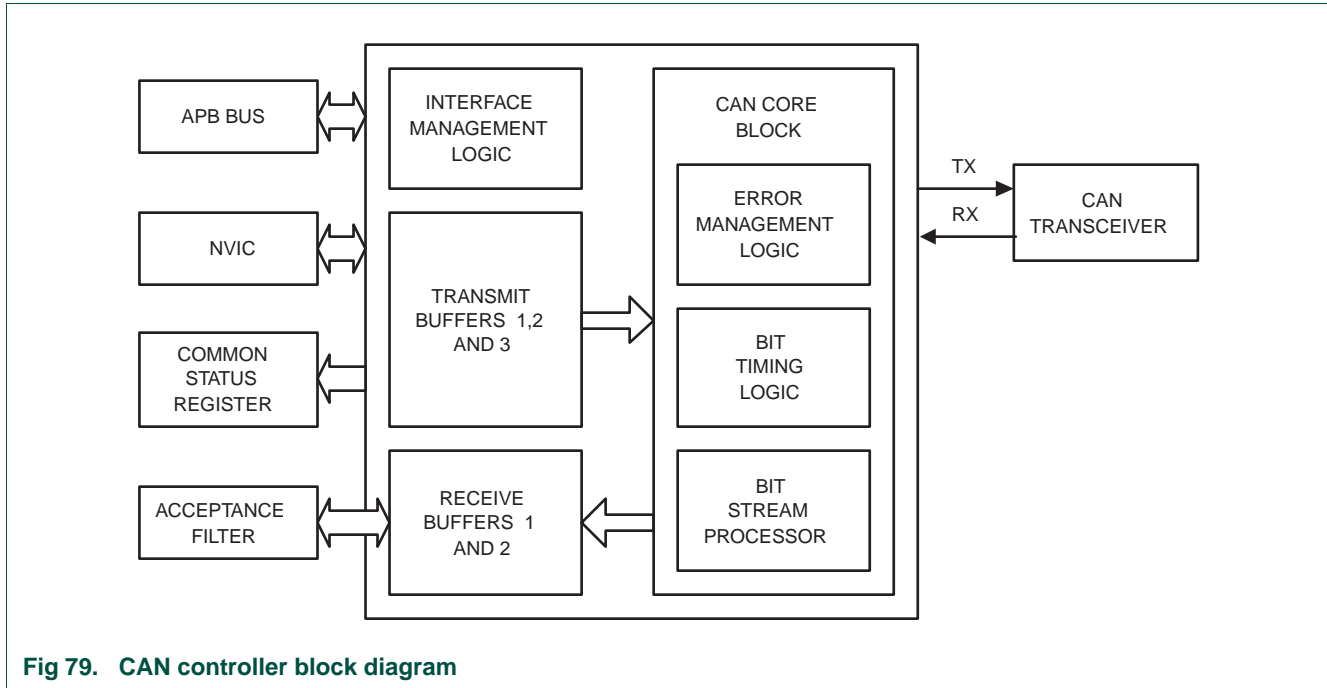 APB BUS
NVIC
COMMON
STATUS
REGISTER
ACCEPTANCE
FILTER
INTERFACE
MANAGEMENT
LOGIC
TRANSMIT
BUFFERS 1,2
AND 3
RECEIVE
BUFFERS 1
AND 2
CAN CORE
BLOCK
ERROR
MANAGEMENT
LOGIC
BIT
TIMING
LOGIC
BIT
STREAM
PROCESSOR
TX
RX
CAN
TRANSCEIVER
Fig 79. CAN controller block diagram